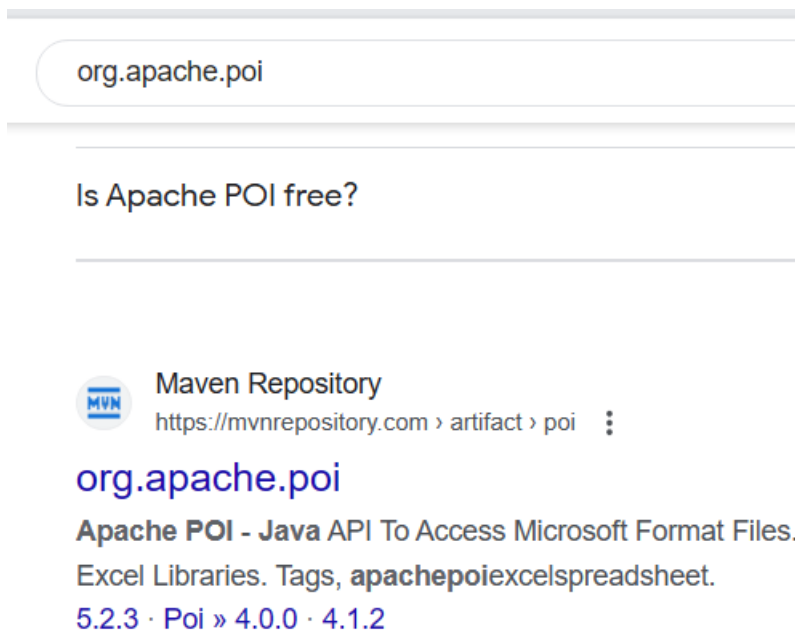 org.apache.poi
Is Apache POI free?
Maven Repository
MVN
https://mvnrepository.com › artifact › poi
org.apache.poi
Apache POI - Java API To Access Microsoft Format Files.
Excel Libraries. Tags, apachepoiexcelspreadsheet.
5.2.3 · Poi » 4.0.0 · 4.1.2